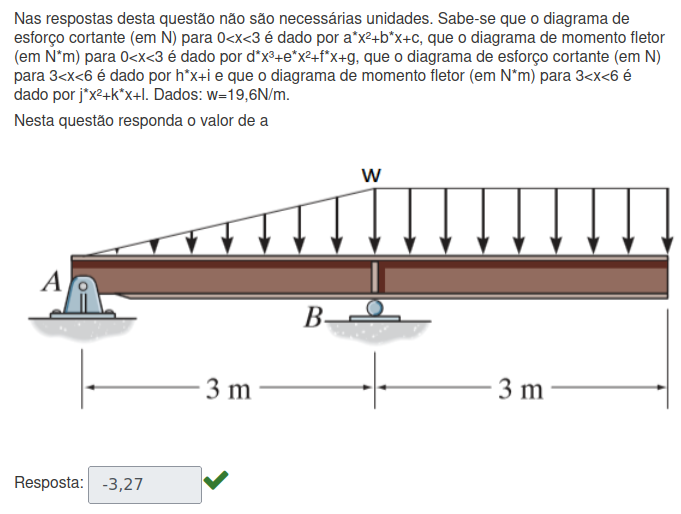 Nas respostas desta questão não são necessárias unidades. Sabe-se que o diagrama de
esforço cortante (em N) para 0<x<3 é dado por a*x²+b*x+c, que o diagrama de momento fletor
(em N*m) para 0<x<3 é dado por d*x³+e*x²+f*x+g, que o diagrama de esforço cortante (em N)
para 3<x<6 é dado por h*x+i e que o diagrama de momento fletor (em N*m) para 3<x<6 é
dado por j*x²+k*x+l. Dados: w=19,6N/m.
Nesta questão responda o valor de a
w
A
B
3 m
3 m
Resposta: -3,27